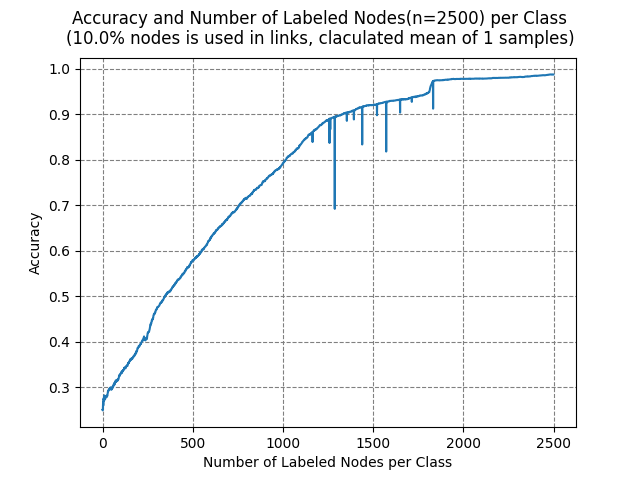 Accuracy and Number of Labeled Nodes(n=2500) per Class
(10.0% nodes is used in links, claculated mean of 1 samples)
1.0
0.9
0.8
0.7
0.6
0.5
0.4
0.3
Accuracy
0 500 1000 1500 2000 2500
Number of Labeled Nodes per Class